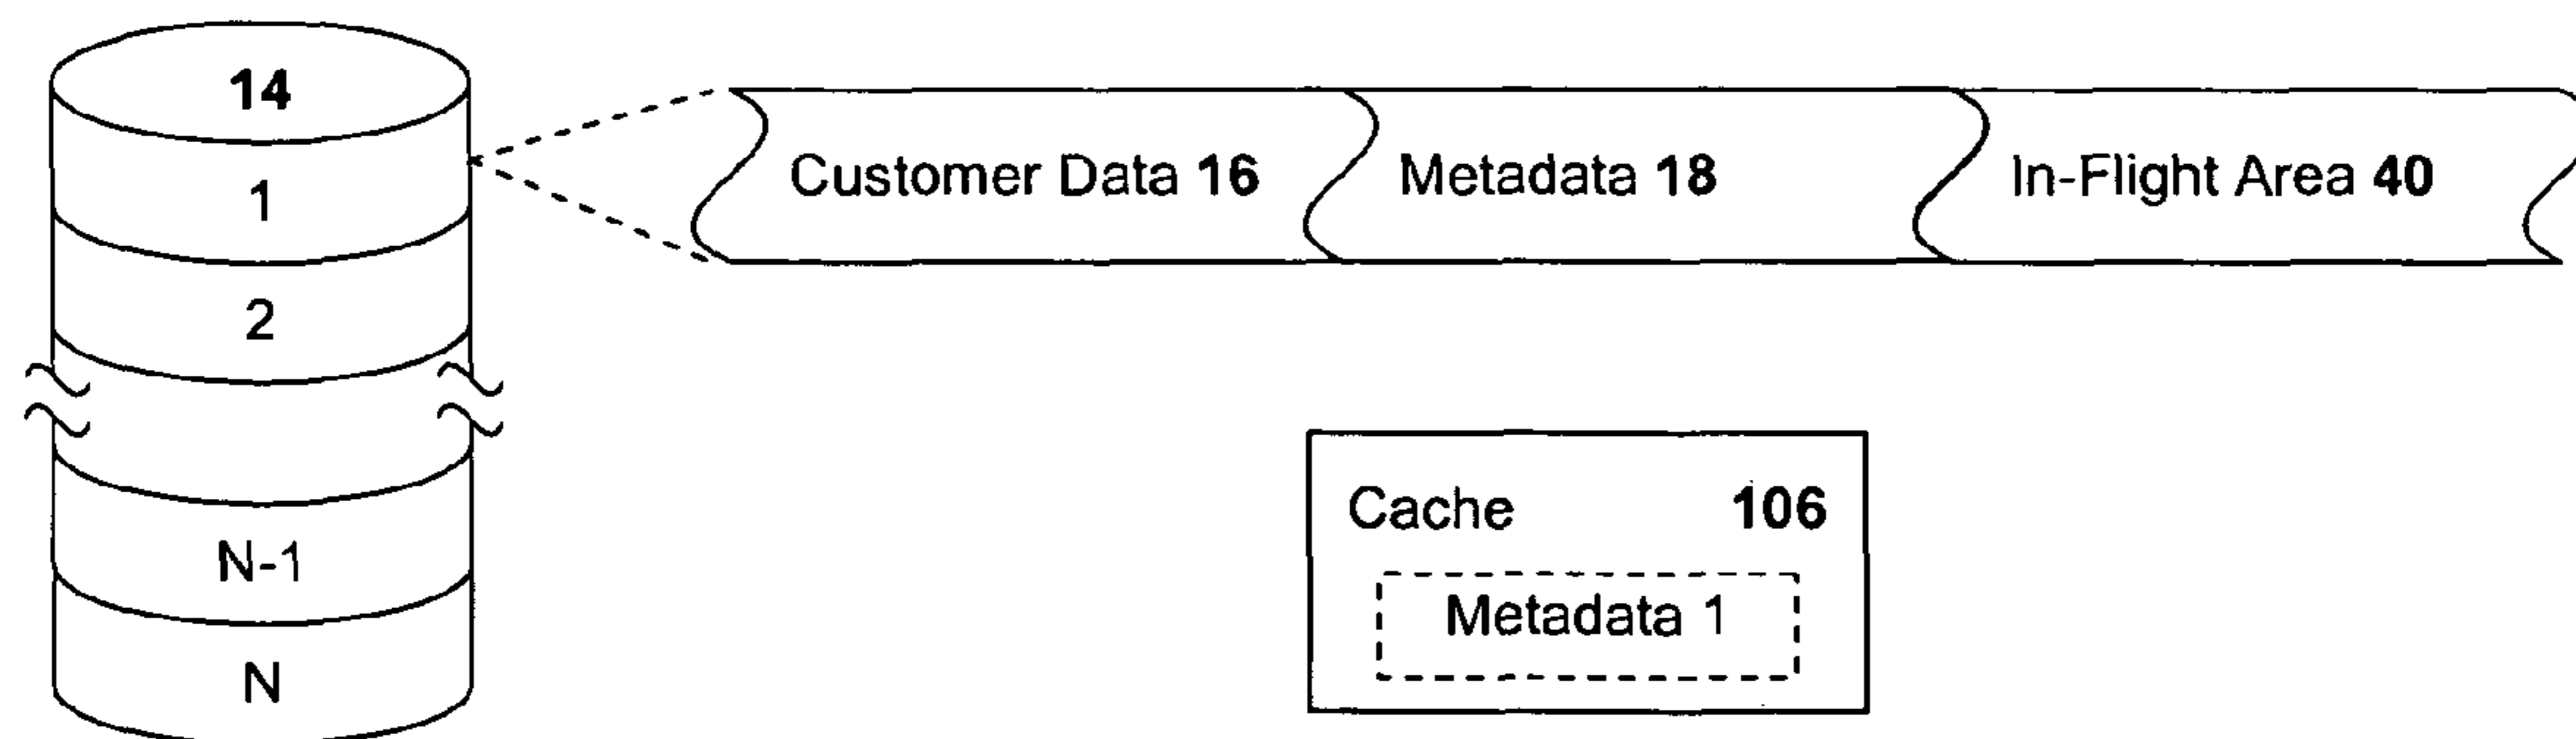 14
1
2
N-1
N
Customer Data 16
Metadata 18
In-Flight Area 40
Cache 106
Metadata 1